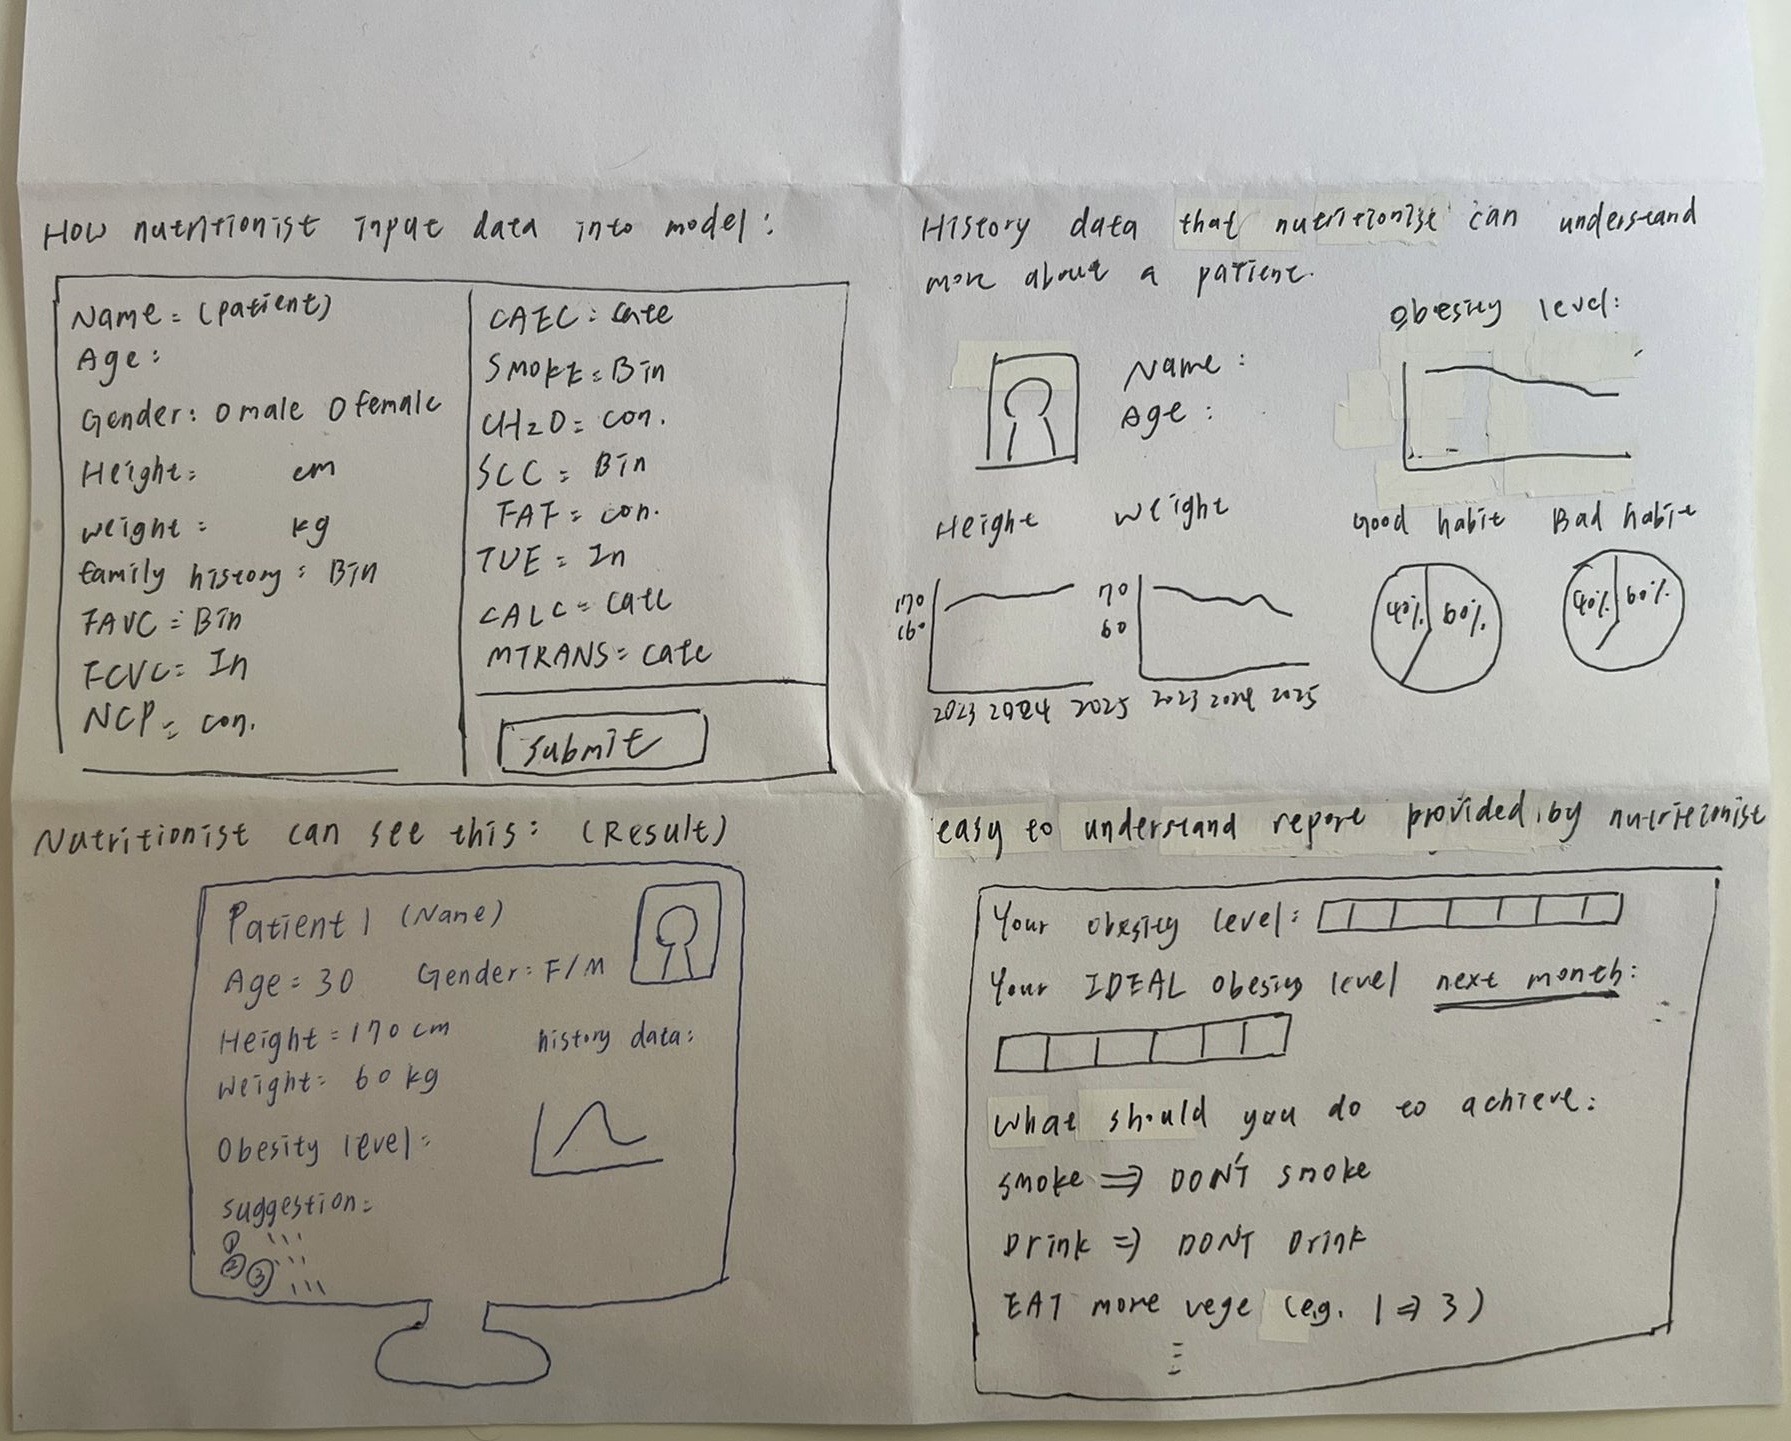 How nutritionist input data into model:
Name: (patient)
Age:
Gender: O male O female
Height: cm
weight: kg
family history: Bin
FAVC: Bin
FCVC: In
NCP: con.
CAEC: Cate
SMOKE: Bin
CH2O: con.
SCC: Bin
FAF: con.
TUE: In
CALC: Cate
MTRANS: cate
Submit
History data that nutritionist can understand
more about a patient.
Obesity level:
Name:
Age:
Height
170
160
2023 2024 2025
Weight
70
60
2023 2024 2025
Good habit
40% 60%
Bad habit
40% 60%
Nutritionist can see this: (Result)
Patient 1 (Name)
Age: 30 Gender: F/M
Height: 170 cm
history data:
Weight: 60 kg
Obesity level:
suggestion:
①
②
③
easy to understand report provided by nutritionist
Your obesity level:
Your IDEAL obesity level next month:
What should you do to achieve:
smoke ⇒ DON'T smoke
Drink ⇒ DON'T Drink
EAT more vege (e.g. 1 ⇒ 3)